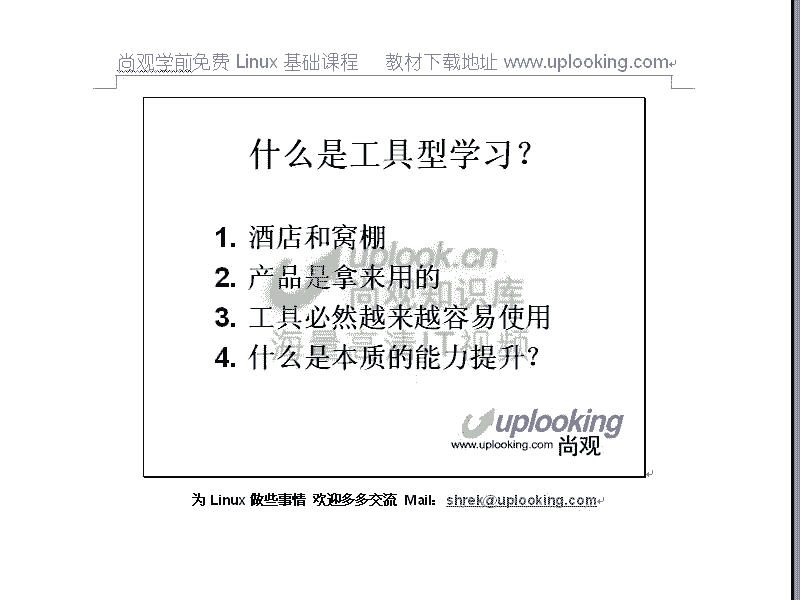 尚观学前免费 Linux 基础课程 教材下载地址 www.uplooking.com
什么是工具型学习？
1. 酒店和窝棚
2. 产品是拿来用的
3. 工具必然越来越容易使用
4. 什么是本质的能力提升？
uplook.cn
尚观知识库
海量高清IT视频
uplooking
www.uplooking.com 尚观
为 Linux 做些事情 欢迎多多交流 Mail： shrek@uplooking.com